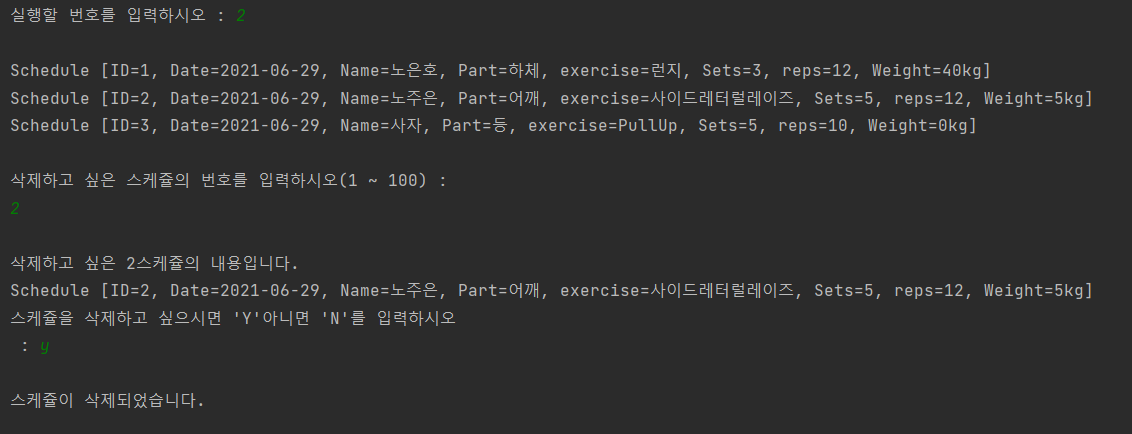 실행할 번호를 입력하시오 : 2
Schedule [ID=1, Date=2021-06-29, Name=노은호, Part=하체, exercise=런지, Sets=3, reps=12, Weight=40kg]
Schedule [ID=2, Date=2021-06-29, Name=노주은, Part=어깨, exercise=사이드레터럴레이즈, Sets=5, reps=12, Weight=5kg]
Schedule [ID=3, Date=2021-06-29, Name=사자, Part=등, exercise=PullUp, Sets=5, reps=10, Weight=0kg]
삭제하고 싶은 스케쥴의 번호를 입력하시오(1 ~ 100) :
2
삭제하고 싶은 2스케쥴의 내용입니다.
Schedule [ID=2, Date=2021-06-29, Name=노주은, Part=어깨, exercise=사이드레터럴레이즈, Sets=5, reps=12, Weight=5kg]
스케쥴을 삭제하고 싶으시면 'Y'아니면 'N'를 입력하시오
: y
스케쥴이 삭제되었습니다.